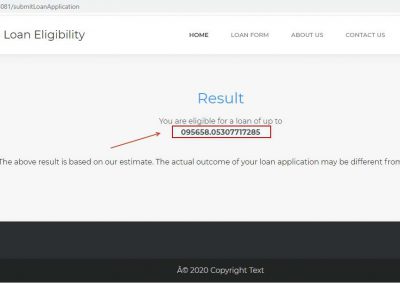 081/submitLoanApplication
Loan Eligibility HOME LOAN FORM ABOUT US CONTACT US
Result
You are eligible for a loan of up to
095658.05307717285
The above result is based on our estimate. The actual outcome of your loan application may be different from
Â© 2020 Copyright Text